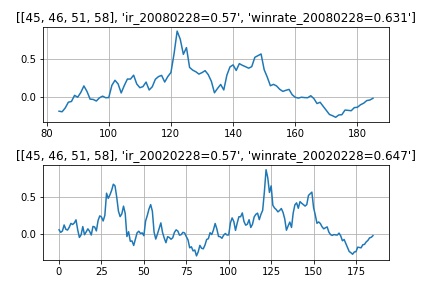 [[45, 46, 51, 58], 'ir_20080228=0.57', 'winrate_20080228=0.631']
0.5
0.0
80 100 120 140 160 180
[[45, 46, 51, 58], 'ir_20020228=0.57', 'winrate_20020228=0.647']
0.5
0.0
0 25 50 75 100 125 150 175